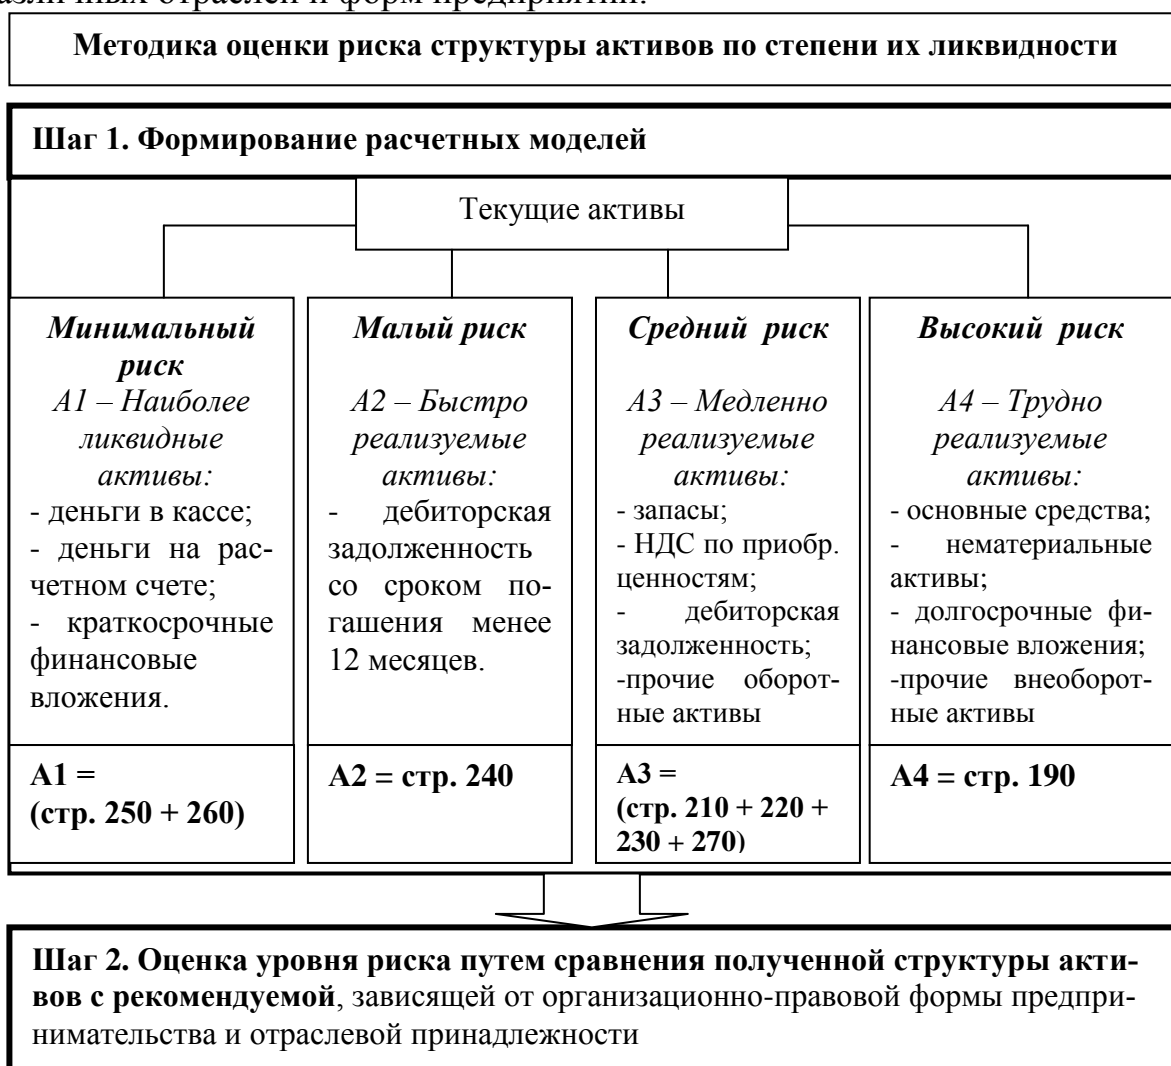 азличных отраслей и форм предприятий.
Методика оценки риска структуры активов по степени их ликвидности
Шаг 1. Формирование расчетных моделей
Текущие активы
Минимальный
риск
А1 – Наиболее
ликвидные
активы:
- деньги в кассе;
- деньги на рас-
четном счете;
- краткосрочные
финансовые
вложения.
А1 =
(стр. 250 + 260)
Малый риск
А2 – Быстро
реализуемые
активы:
- дебиторская
задолженность
со сроком по-
гашения менее
12 месяцев.
А2 = стр. 240
Средний риск
А3 – Медленно
реализуемые
активы:
- запасы;
- НДС по приобр.
ценностям;
- дебиторская
задолженность;
-прочие оборот-
ные активы
А3 =
(стр. 210 + 220 +
230 + 270)
Высокий риск
А4 – Трудно
реализуемые
активы:
- основные средства;
- нематериальные
активы;
- долгосрочные фи-
нансовые вложения;
-прочие внеоборот-
ные активы
А4 = стр. 190
Шаг 2. Оценка уровня риска путем сравнения полученной структуры акти-
вов с рекомендуемой, зависящей от организационно-правовой формы предпри-
нимательства и отраслевой принадлежности